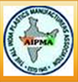 THE ALL INDIA PLASTICS MANUFACTURERS ASSOCIATION
AIPMA